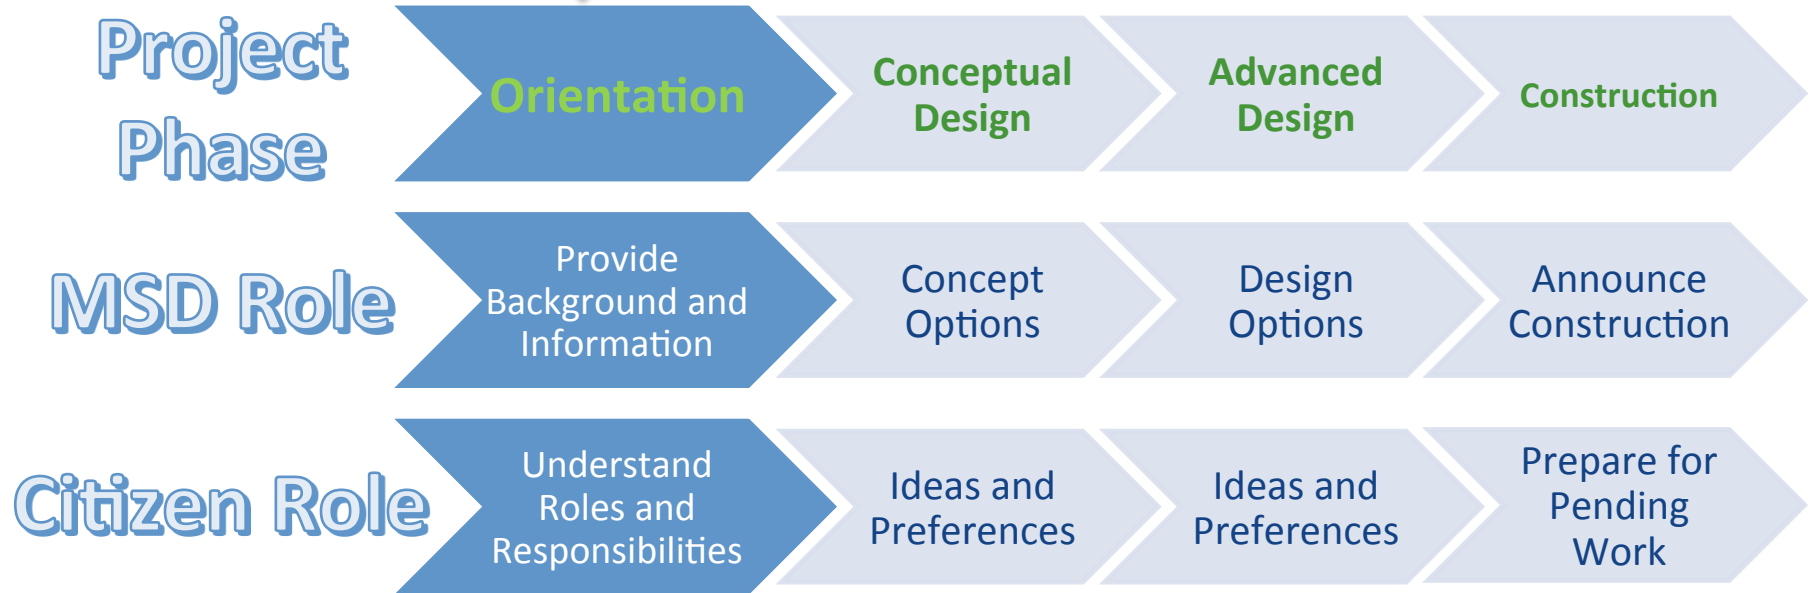 Project
Phase
Orientation
Conceptual
Design
Advanced
Design
Construction
MSD Role
Provide
Background and
Information
Concept
Options
Design
Options
Announce
Construction
Citizen Role
Understand
Roles and
Responsibilities
Ideas and
Preferences
Ideas and
Preferences
Prepare for
Pending
Work